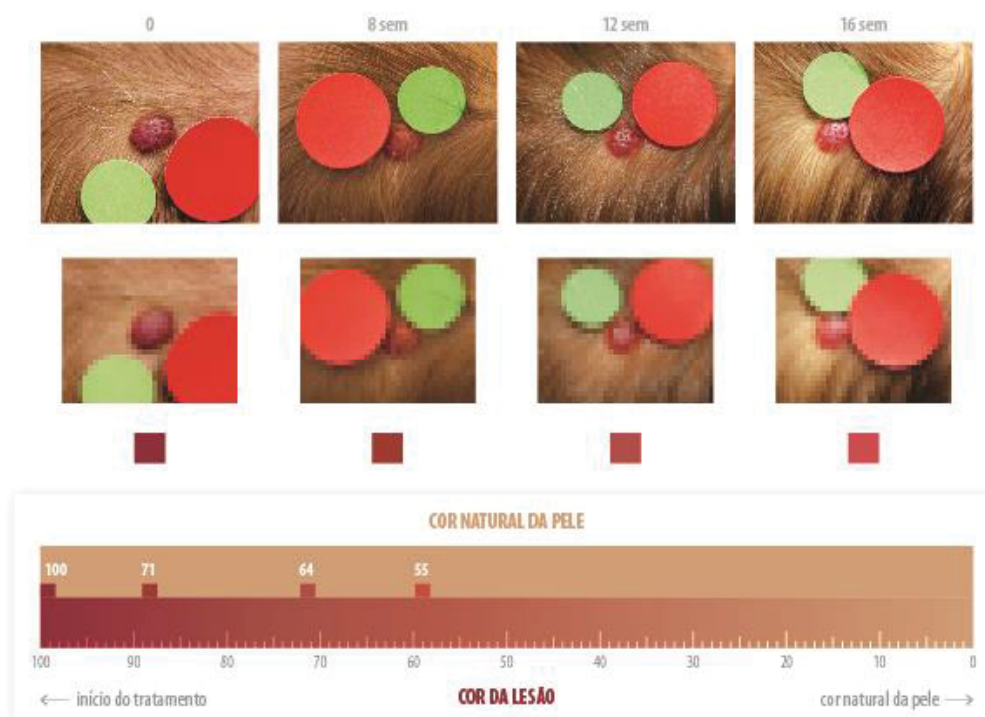 0 8 sem 12 sem 16 sem
COR NATURAL DA PELE
100 71 64 55
100 90 80 70 60 50 40 30 20 10 0
← início do tratamento COR DA LESÃO cor natural da pele →